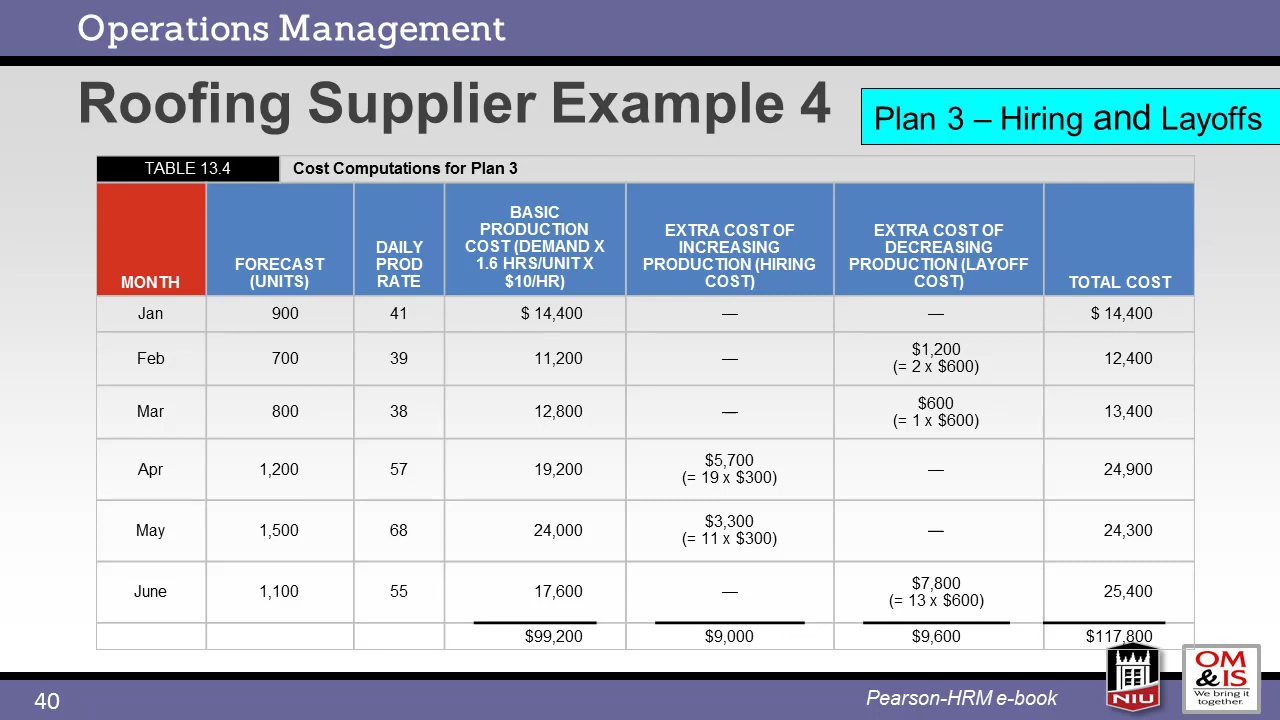 Operations Management
Roofing Supplier Example 4
Plan 3 – Hiring and Layoffs
TABLE 13.4 Cost Computations for Plan 3
MONTH
FORECAST
(UNITS)
DAILY
PROD
RATE
BASIC
PRODUCTION
COST (DEMAND X
1.6 HRS/UNIT X
$10/HR)
EXTRA COST OF
INCREASING
PRODUCTION (HIRING
COST)
EXTRA COST OF
DECREASING
PRODUCTION (LAYOFF
COST)
TOTAL COST
Jan 900 41 $ 14,400 — — $ 14,400
Feb 700 39 11,200 — $1,200
(= 2 x $600) 12,400
Mar 800 38 12,800 — $600
(= 1 x $600) 13,400
Apr 1,200 57 19,200 $5,700
(= 19 x $300) — 24,900
May 1,500 68 24,000 $3,300
(= 11 x $300) — 24,300
June 1,100 55 17,600 — $7,800
(= 13 x $600) 25,400
$99,200 $9,000 $9,600 $117,800
40
Pearson-HRM e-book
NIU
OM
&IS
We bring it
together.